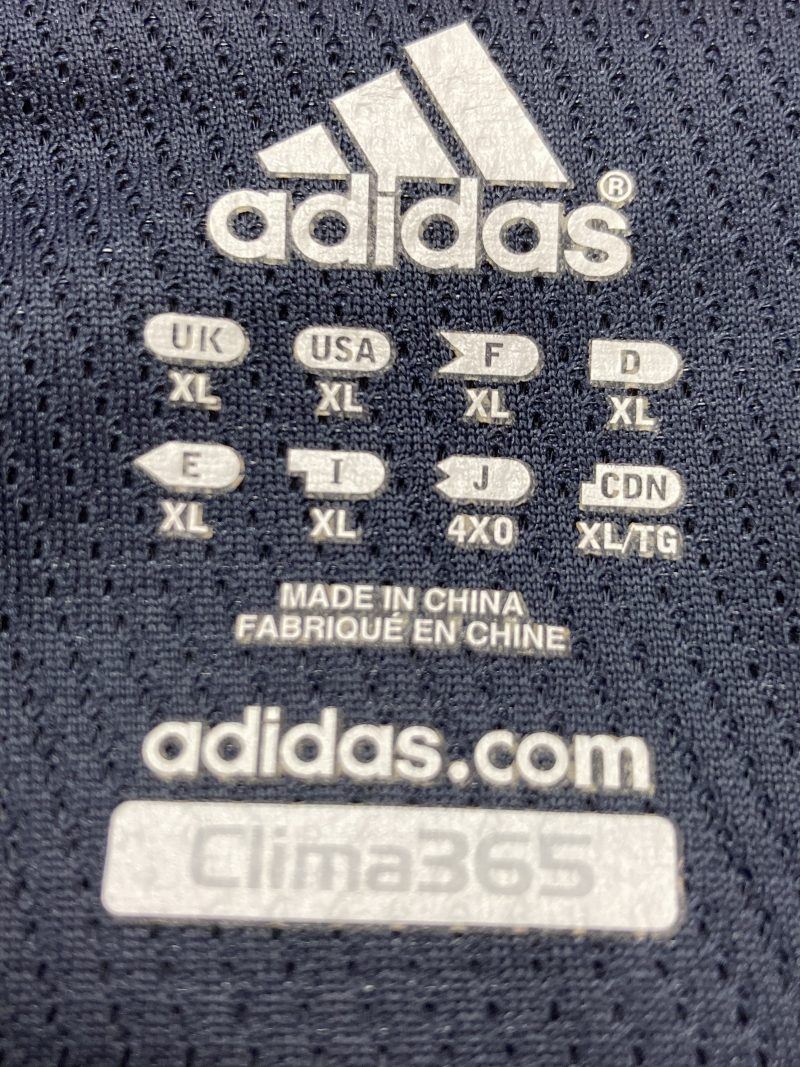 adidas®
UK USA F D
XL XL XL XL
E I J CDN
XL XL 4XO XL/TG
MADE IN CHINA
FABRIQUÉ EN CHINE
adidas.com
Clima365